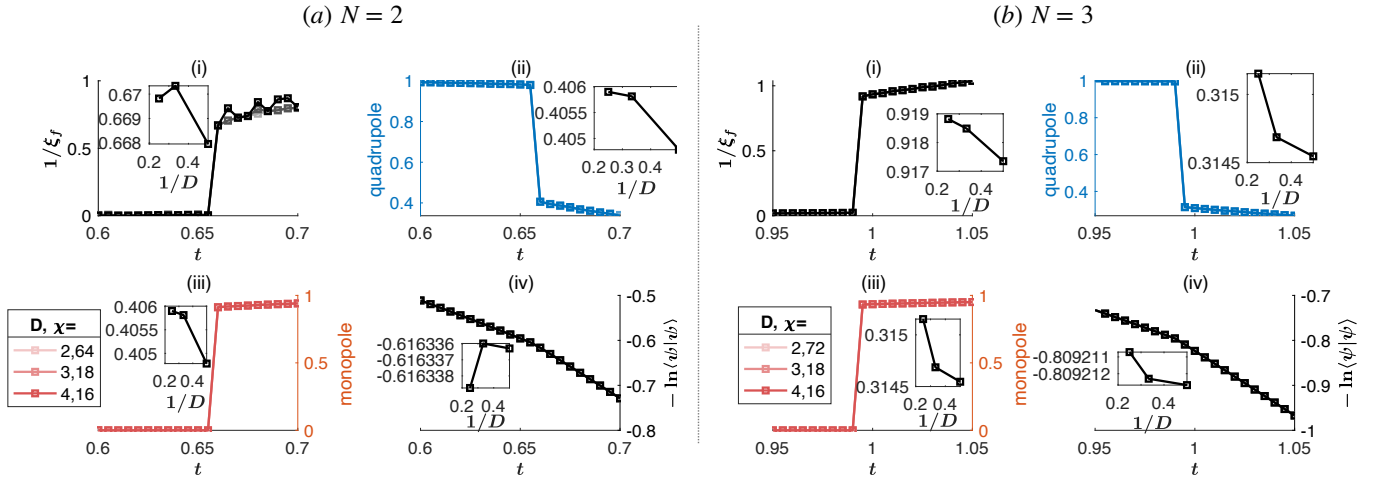 (a) N = 2
(i)
1
0.5
0
1/ξ_f
0.67
0.669
0.668
0.2 0.4
1/D
0.6 0.65 0.7
t
(ii)
1
0.8
0.6
0.4
quadrupole
0.406
0.4055
0.405
0.2 0.3 0.4
1/D
0.6 0.65 0.7
t
D, χ=
2,64
3,18
4,16
(iii)
0.406
0.4055
0.405
0.2 0.4
1/D
1
0.5
0
monopole
0.6 0.65 0.7
t
(iv)
-0.616336
-0.616337
-0.616338
0.2 0.4
1/D
-0.5
-0.6
-0.7
-0.8
− ln⟨ψ|ψ⟩
0.6 0.65 0.7
t
(b) N = 3
(i)
1
0.5
0
1/ξ_f
0.919
0.918
0.917
0.2 0.4
1/D
0.95 1 1.05
t
(ii)
1
0.8
0.6
0.4
quadrupole
0.315
0.3145
0.2 0.4
1/D
0.95 1 1.05
t
D, χ=
2,72
3,18
4,16
(iii)
0.315
0.3145
0.2 0.4
1/D
1
0.5
0
monopole
0.95 1 1.05
t
(iv)
-0.809211
-0.809212
0.2 0.4
1/D
-0.7
-0.8
-0.9
-1
− ln⟨ψ|ψ⟩
0.95 1 1.05
t